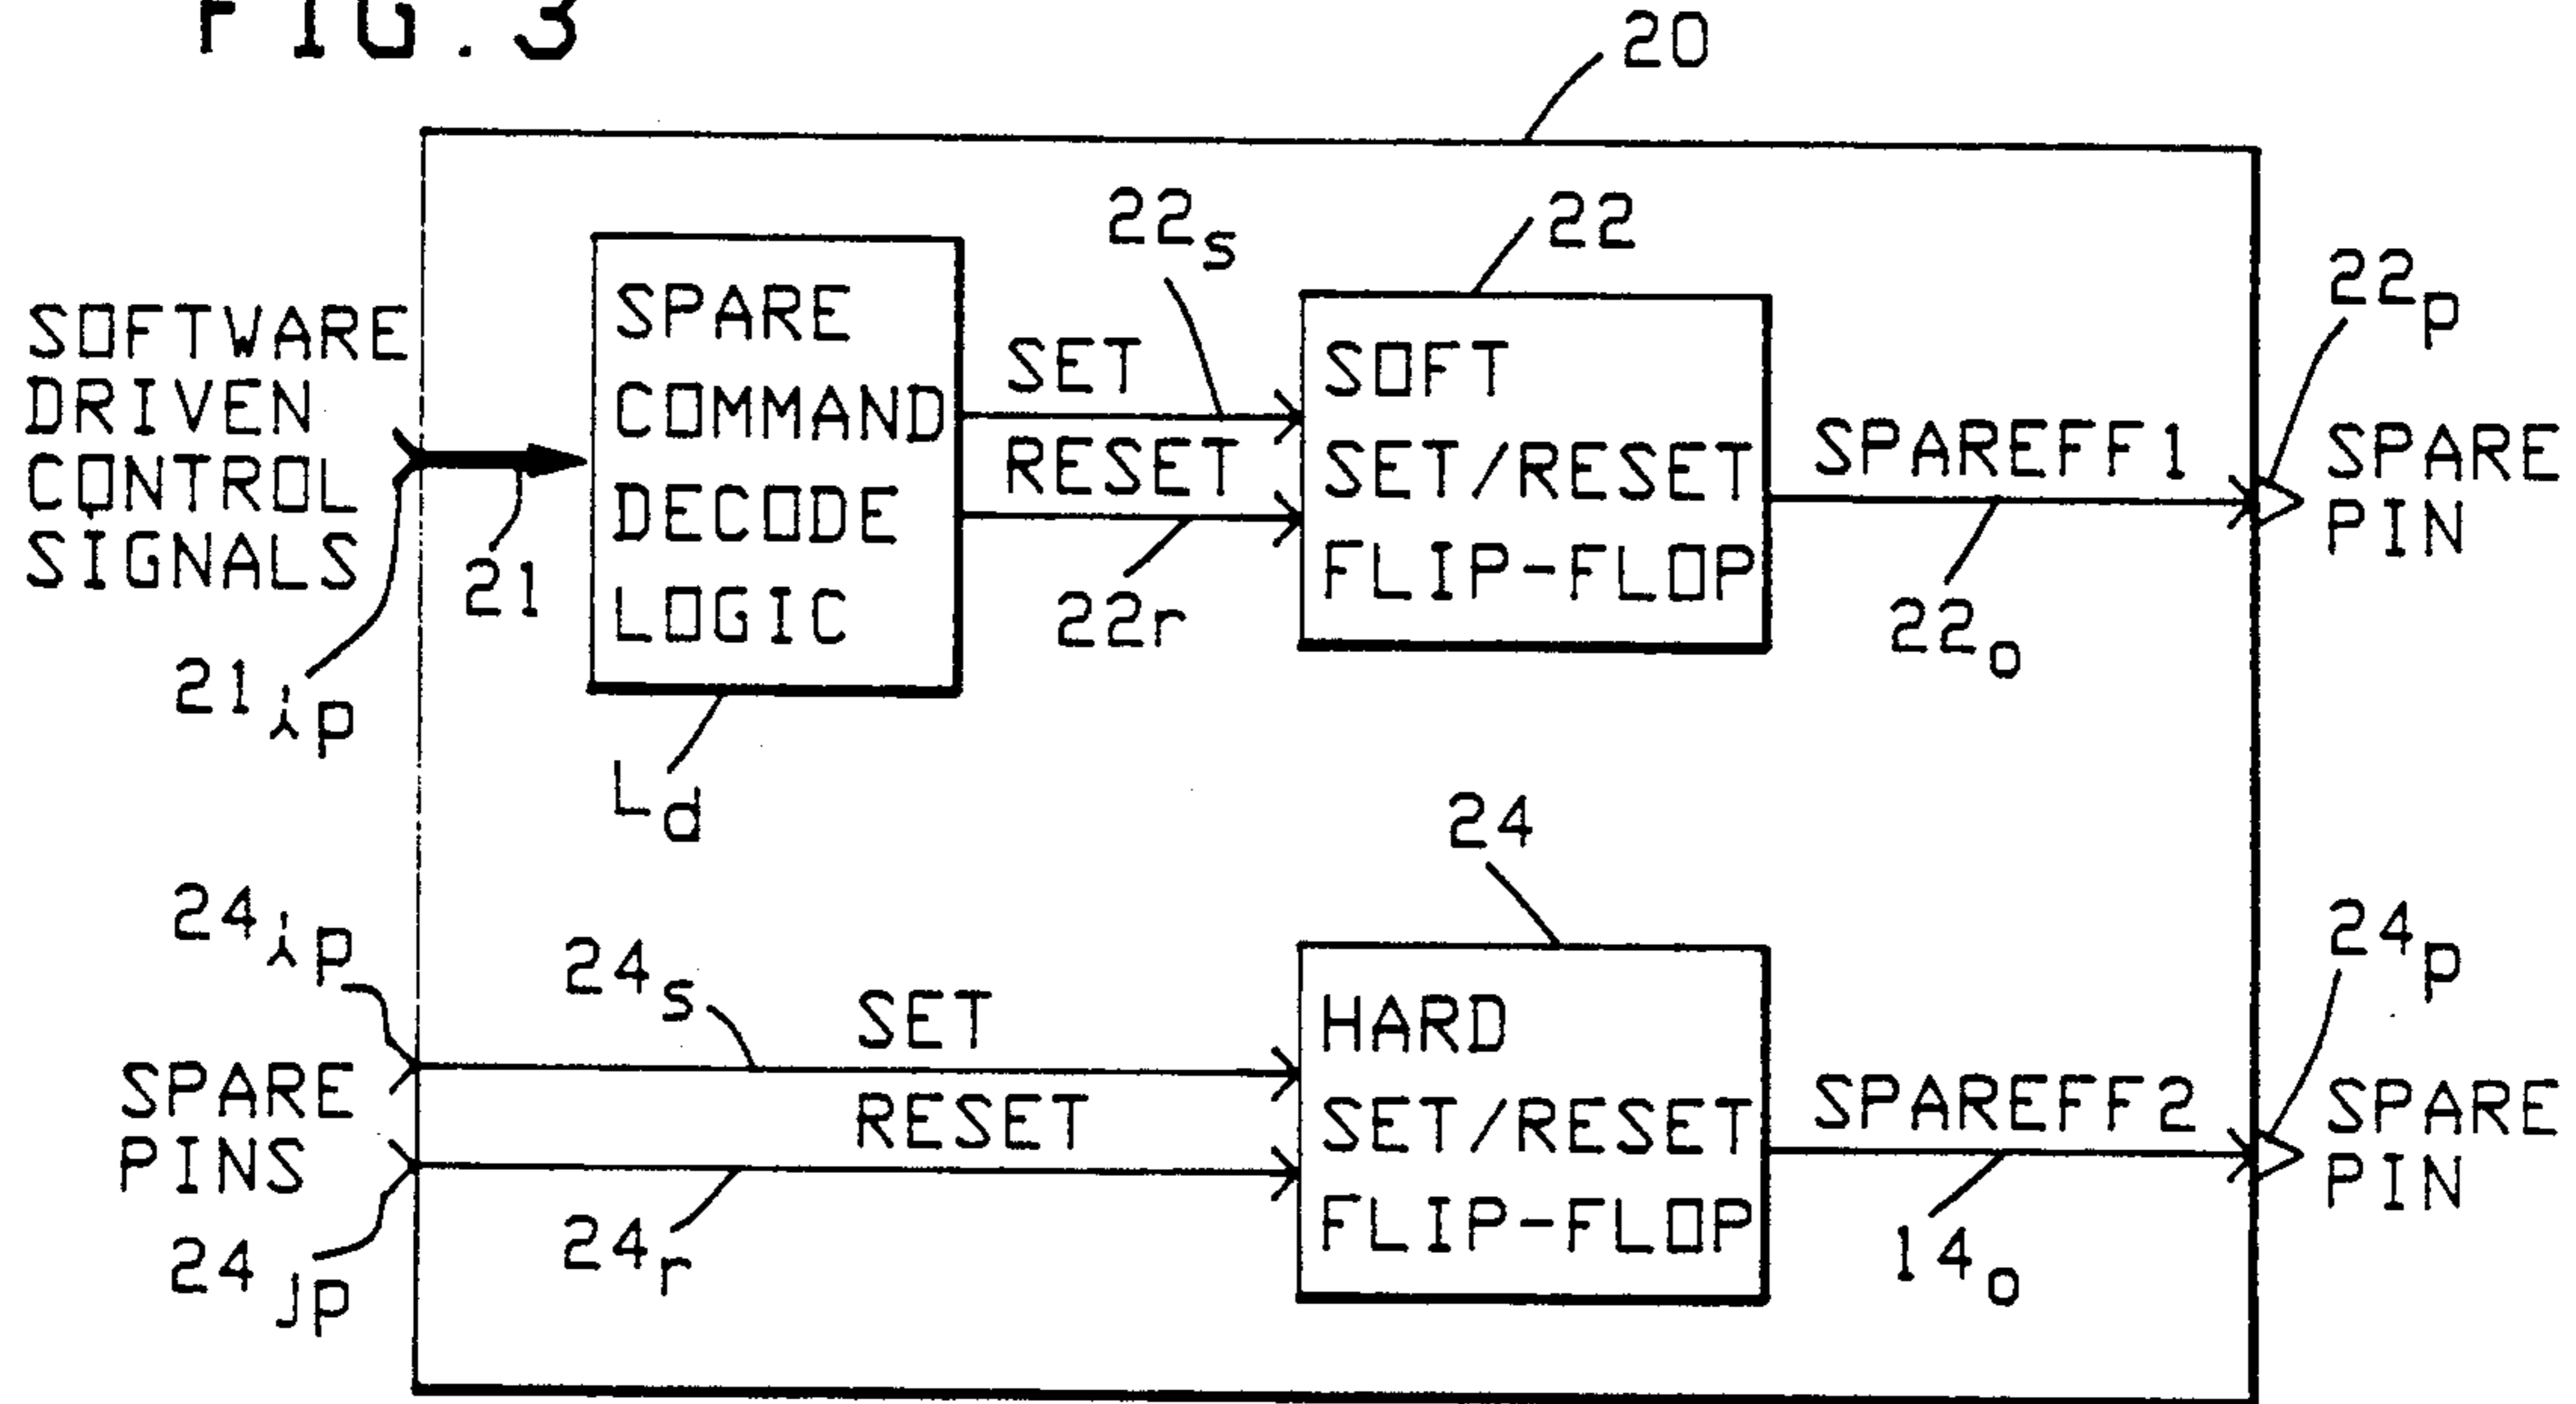 FIG.3
20
SOFTWARE
DRIVEN
CONTROL
SIGNALS
21ip
21
SPARE
COMMAND
DECODE
LOGIC
Ld
22s
SET
RESET
22r
22
SOFT
SET/RESET
FLIP-FLOP
SPAREFF1
22o
22p
SPARE
PIN
24ip
SPARE
PINS
24jp
24s
SET
RESET
24r
24
HARD
SET/RESET
FLIP-FLOP
SPAREFF2
14o
24p
SPARE
PIN